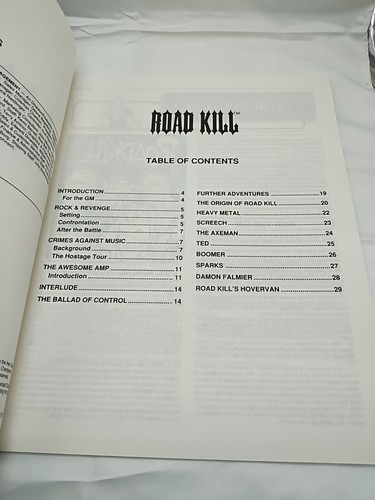 ROAD KILL™
TABLE OF CONTENTS
INTRODUCTION 4
For the GM 4
ROCK & REVENGE 5
Setting 5
Confrontation 5
After the Battle 7
CRIMES AGAINST MUSIC 7
Background 7
The Hostage Tour 10
THE AWESOME AMP 11
Introduction 11
INTERLUDE 14
THE BALLAD OF CONTROL 14
FURTHER ADVENTURES 19
THE ORIGIN OF ROAD KILL 20
HEAVY METAL 22
SCREECH 23
THE AXEMAN 24
TED 25
BOOMER 26
SPARKS 27
DAMON FALMIER 28
ROAD KILL'S HOVERVAN 29